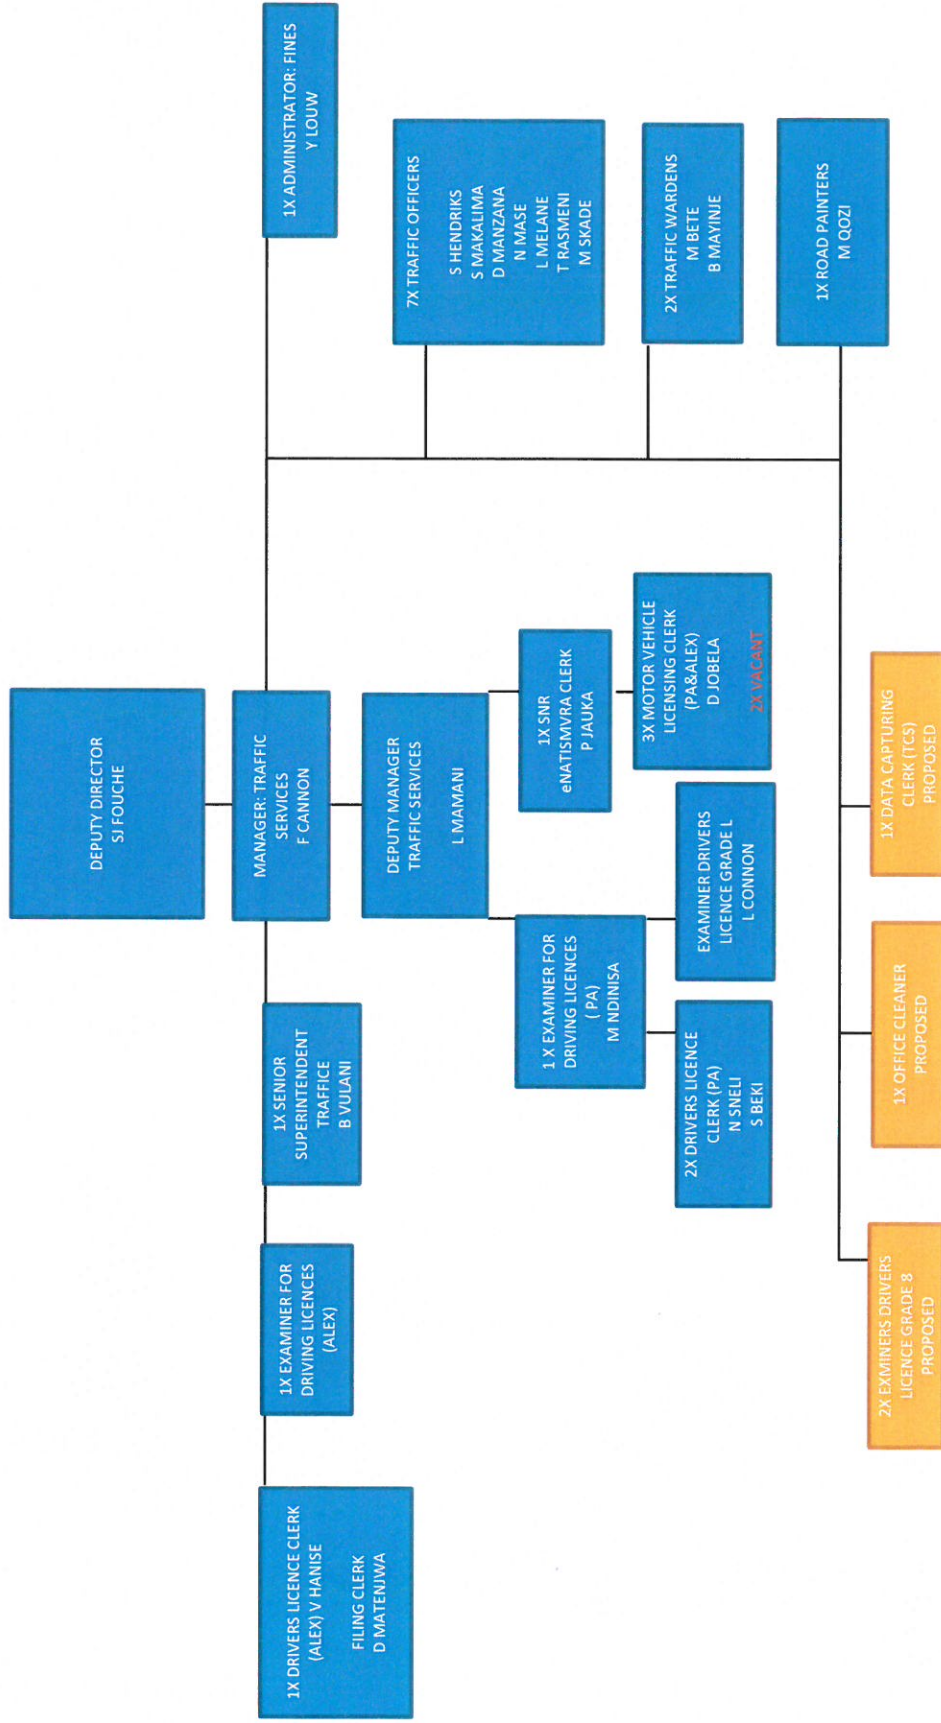 DEPUTY DIRECTOR
SJ FOUCHE
MANAGER: TRAFFIC
SERVICES
F CANNON
1X DRIVERS LICENCE CLERK
(ALEX) V HANISE
FILING CLERK
D MATENJWA
1X EXAMINER FOR
DRIVING LICENCES
(ALEX)
1X SENIOR
SUPERINTENDENT
TRAFFICE
B VULANI
1X ADMINISTRATOR: FINES
Y LOUW
DEPUTY MANAGER
TRAFFIC SERVICES
L MAMANI
7X TRAFFIC OFFICERS
S HENDRIKS
S MAKALIMA
D MANZANA
N MASE
L MELANE
T RASMENI
M SKADE
1 X EXAMINER FOR
DRIVING LICENCES
( PA)
M NDINISA
1X SNR
eNATISMVRA CLERK
P JAUKA
2X DRIVERS LICENCE
CLERK (PA)
N SNELI
S BEKI
EXAMINER DRIVERS
LICENCE GRADE L
L CONNON
3X MOTOR VEHICLE
LICENSING CLERK
(PA&ALEX)
D JOBELA
2X VACANT
2X TRAFFIC WARDENS
M BETE
B MAYINJE
1X ROAD PAINTERS
M QOZI
2X EXMINERS DRIVERS
LICENCE GRADE 8
PROPOSED
1X OFFICE CLEANER
PROPOSED
1X DATA CAPTURING
CLERK (TCS)
PROPOSED